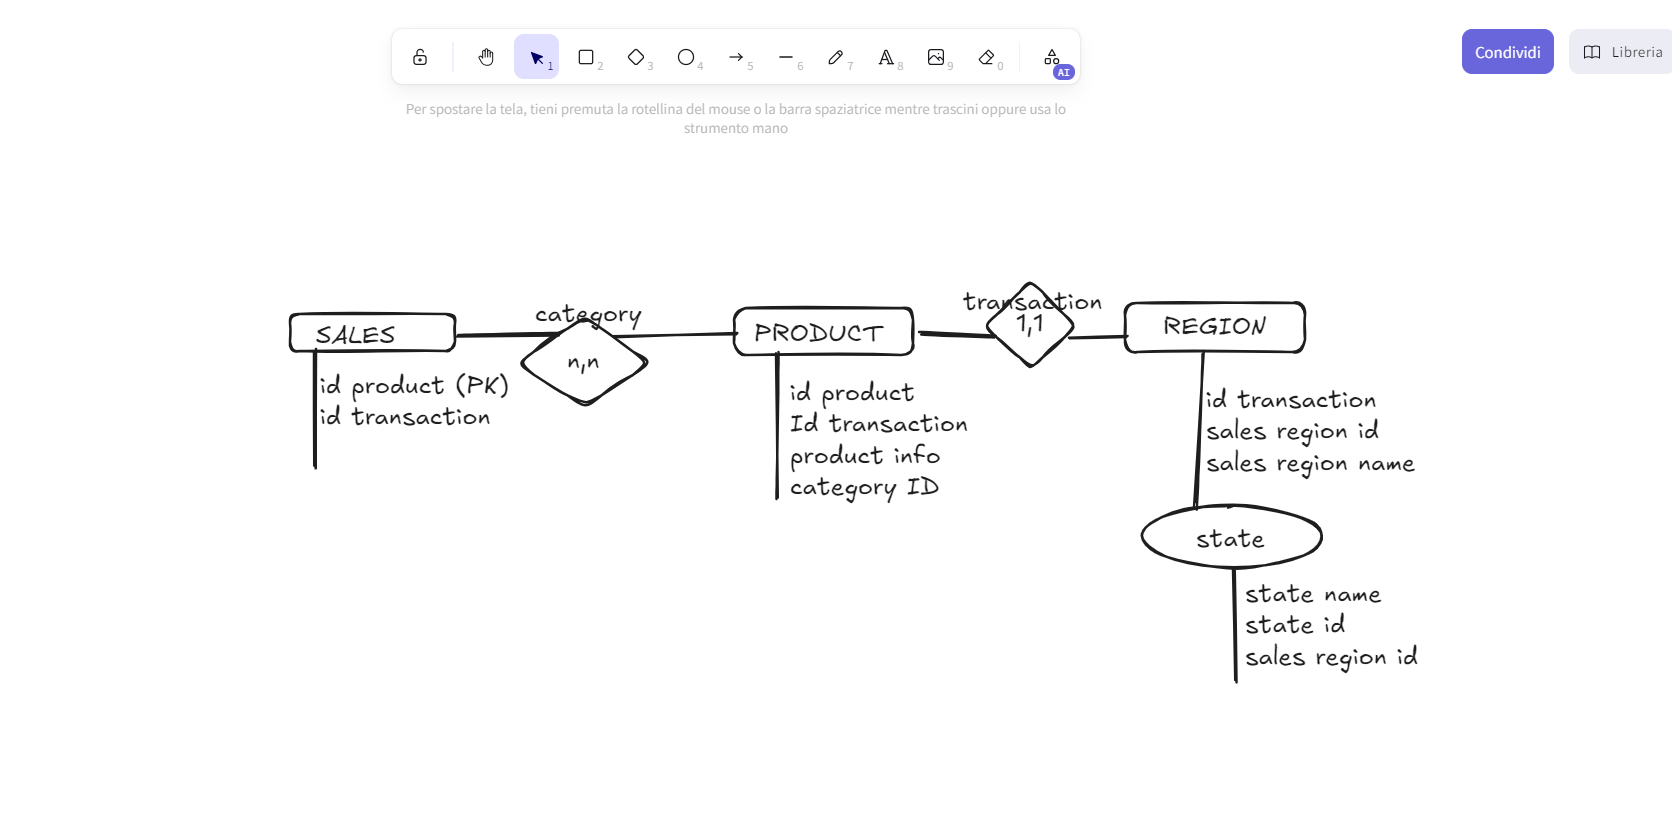 1
2
3
4
5
6
7
8
9
0
AI
Condividi
Libreria
Per spostare la tela, tieni premuta la rotellina del mouse o la barra spaziatrice mentre trascini oppure usa lo
strumento mano
SALES
id product (PK)
id transaction
category
n,n
PRODUCT
id product
Id transaction
product info
category ID
transaction
1,1
REGION
id transaction
sales region id
sales region name
state
state name
state id
sales region id